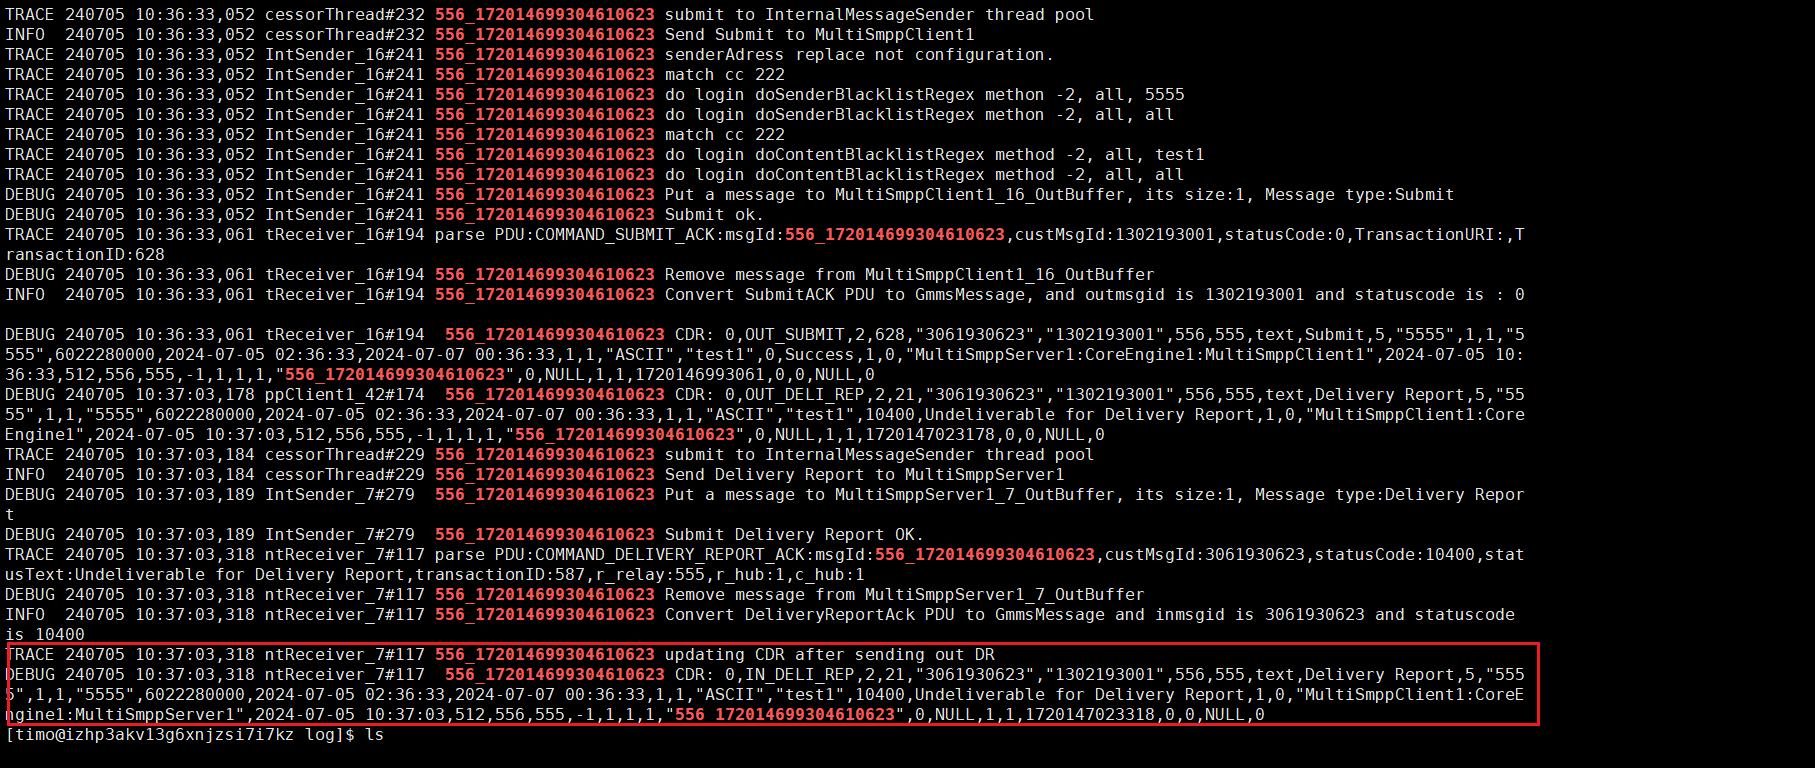 TRACE 240705 10:36:33,052 cessorThread#232 556_172014699304610623 submit to InternalMessageSender thread pool
INFO  240705 10:36:33,052 cessorThread#232 556_172014699304610623 Send Submit to MultiSmppClient1
TRACE 240705 10:36:33,052 IntSender_16#241 556_172014699304610623 senderAdress replace not configuration.
TRACE 240705 10:36:33,052 IntSender_16#241 556_172014699304610623 match cc 222
TRACE 240705 10:36:33,052 IntSender_16#241 556_172014699304610623 do login doSenderBlacklistRegex methon -2, all, 5555
TRACE 240705 10:36:33,052 IntSender_16#241 556_172014699304610623 do login doSenderBlacklistRegex methon -2, all, all
TRACE 240705 10:36:33,052 IntSender_16#241 556_172014699304610623 match cc 222
TRACE 240705 10:36:33,052 IntSender_16#241 556_172014699304610623 do login doContentBlacklistRegex method -2, all, test1
TRACE 240705 10:36:33,052 IntSender_16#241 556_172014699304610623 do login doContentBlacklistRegex method -2, all, all
DEBUG 240705 10:36:33,052 IntSender_16#241 556_172014699304610623 Put a message to MultiSmppClient1_16_OutBuffer, its size:1, Message type:Submit
DEBUG 240705 10:36:33,052 IntSender_16#241 556_172014699304610623 Submit ok.
TRACE 240705 10:36:33,061 tReceiver_16#194 parse PDU:COMMAND_SUBMIT_ACK:msgId:556_172014699304610623,custMsgId:1302193001,statusCode:0,TransactionURI:,T
ransactionID:628
DEBUG 240705 10:36:33,061 tReceiver_16#194 556_172014699304610623 Remove message from MultiSmppClient1_16_OutBuffer
INFO  240705 10:36:33,061 tReceiver_16#194 556_172014699304610623 Convert SubmitACK PDU to GmmsMessage, and outmsgid is 1302193001 and statuscode is : 0
DEBUG 240705 10:36:33,061 tReceiver_16#194  556_172014699304610623 CDR: 0,OUT_SUBMIT,2,628,"3061930623","1302193001",556,555,text,Submit,5,"5555",1,1,"5
555",6022280000,2024-07-05 02:36:33,2024-07-07 00:36:33,1,1,"ASCII","test1",0,Success,1,0,"MultiSmppServer1:CoreEngine1:MultiSmppClient1",2024-07-05 10:
36:33,512,556,555,-1,1,1,1,"556_172014699304610623",0,NULL,1,1,1720146993061,0,0,NULL,0
DEBUG 240705 10:37:03,178 ppClient1_42#174  556_172014699304610623 CDR: 0,OUT_DELI_REP,2,21,"3061930623","1302193001",556,555,text,Delivery Report,5,"55
55",1,1,"5555",6022280000,2024-07-05 02:36:33,2024-07-07 00:36:33,1,1,"ASCII","test1",10400,Undeliverable for Delivery Report,1,0,"MultiSmppClient1:Core
Engine1",2024-07-05 10:37:03,512,556,555,-1,1,1,1,"556_172014699304610623",0,NULL,1,1,1720147023178,0,0,NULL,0
TRACE 240705 10:37:03,184 cessorThread#229 556_172014699304610623 submit to InternalMessageSender thread pool
INFO  240705 10:37:03,184 cessorThread#229 556_172014699304610623 Send Delivery Report to MultiSmppServer1
DEBUG 240705 10:37:03,189 IntSender_7#279  556_172014699304610623 Put a message to MultiSmppServer1_7_OutBuffer, its size:1, Message type:Delivery Repor
t
DEBUG 240705 10:37:03,189 IntSender_7#279  556_172014699304610623 Submit Delivery Report OK.
TRACE 240705 10:37:03,318 ntReceiver_7#117 parse PDU:COMMAND_DELIVERY_REPORT_ACK:msgId:556_172014699304610623,custMsgId:3061930623,statusCode:10400,stat
usText:Undeliverable for Delivery Report,transactionID:587,r_relay:555,r_hub:1,c_hub:1
DEBUG 240705 10:37:03,318 ntReceiver_7#117 556_172014699304610623 Remove message from MultiSmppServer1_7_OutBuffer
INFO  240705 10:37:03,318 ntReceiver_7#117 556_172014699304610623 Convert DeliveryReportAck PDU to GmmsMessage and inmsgid is 3061930623 and statuscode
is 10400
TRACE 240705 10:37:03,318 ntReceiver_7#117 556_172014699304610623 updating CDR after sending out DR
DEBUG 240705 10:37:03,318 ntReceiver_7#117  556_172014699304610623 CDR: 0,IN_DELI_REP,2,21,"3061930623","1302193001",556,555,text,Delivery Report,5,"555
5",1,1,"5555",6022280000,2024-07-05 02:36:33,2024-07-07 00:36:33,1,1,"ASCII","test1",10400,Undeliverable for Delivery Report,1,0,"MultiSmppClient1:CoreE
ngine1:MultiSmppServer1",2024-07-05 10:37:03,512,556,555,-1,1,1,1,"556_172014699304610623",0,NULL,1,1,1720147023318,0,0,NULL,0
[timo@izhp3akv13g6xnjzsi7i7kz log]$ ls